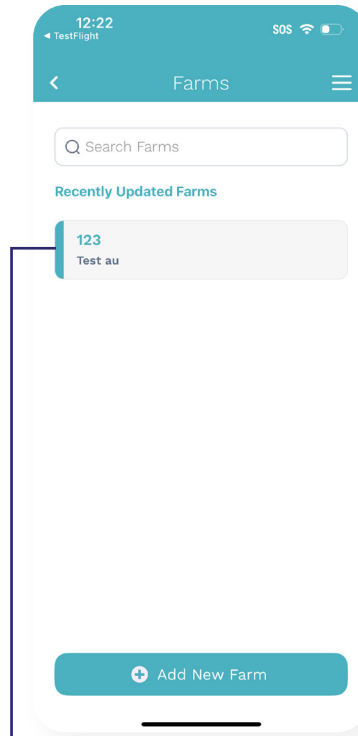 12:22
SOS
◀ TestFlight
Farms
Search Farms
Recently Updated Farms
123
Test au
Add New Farm